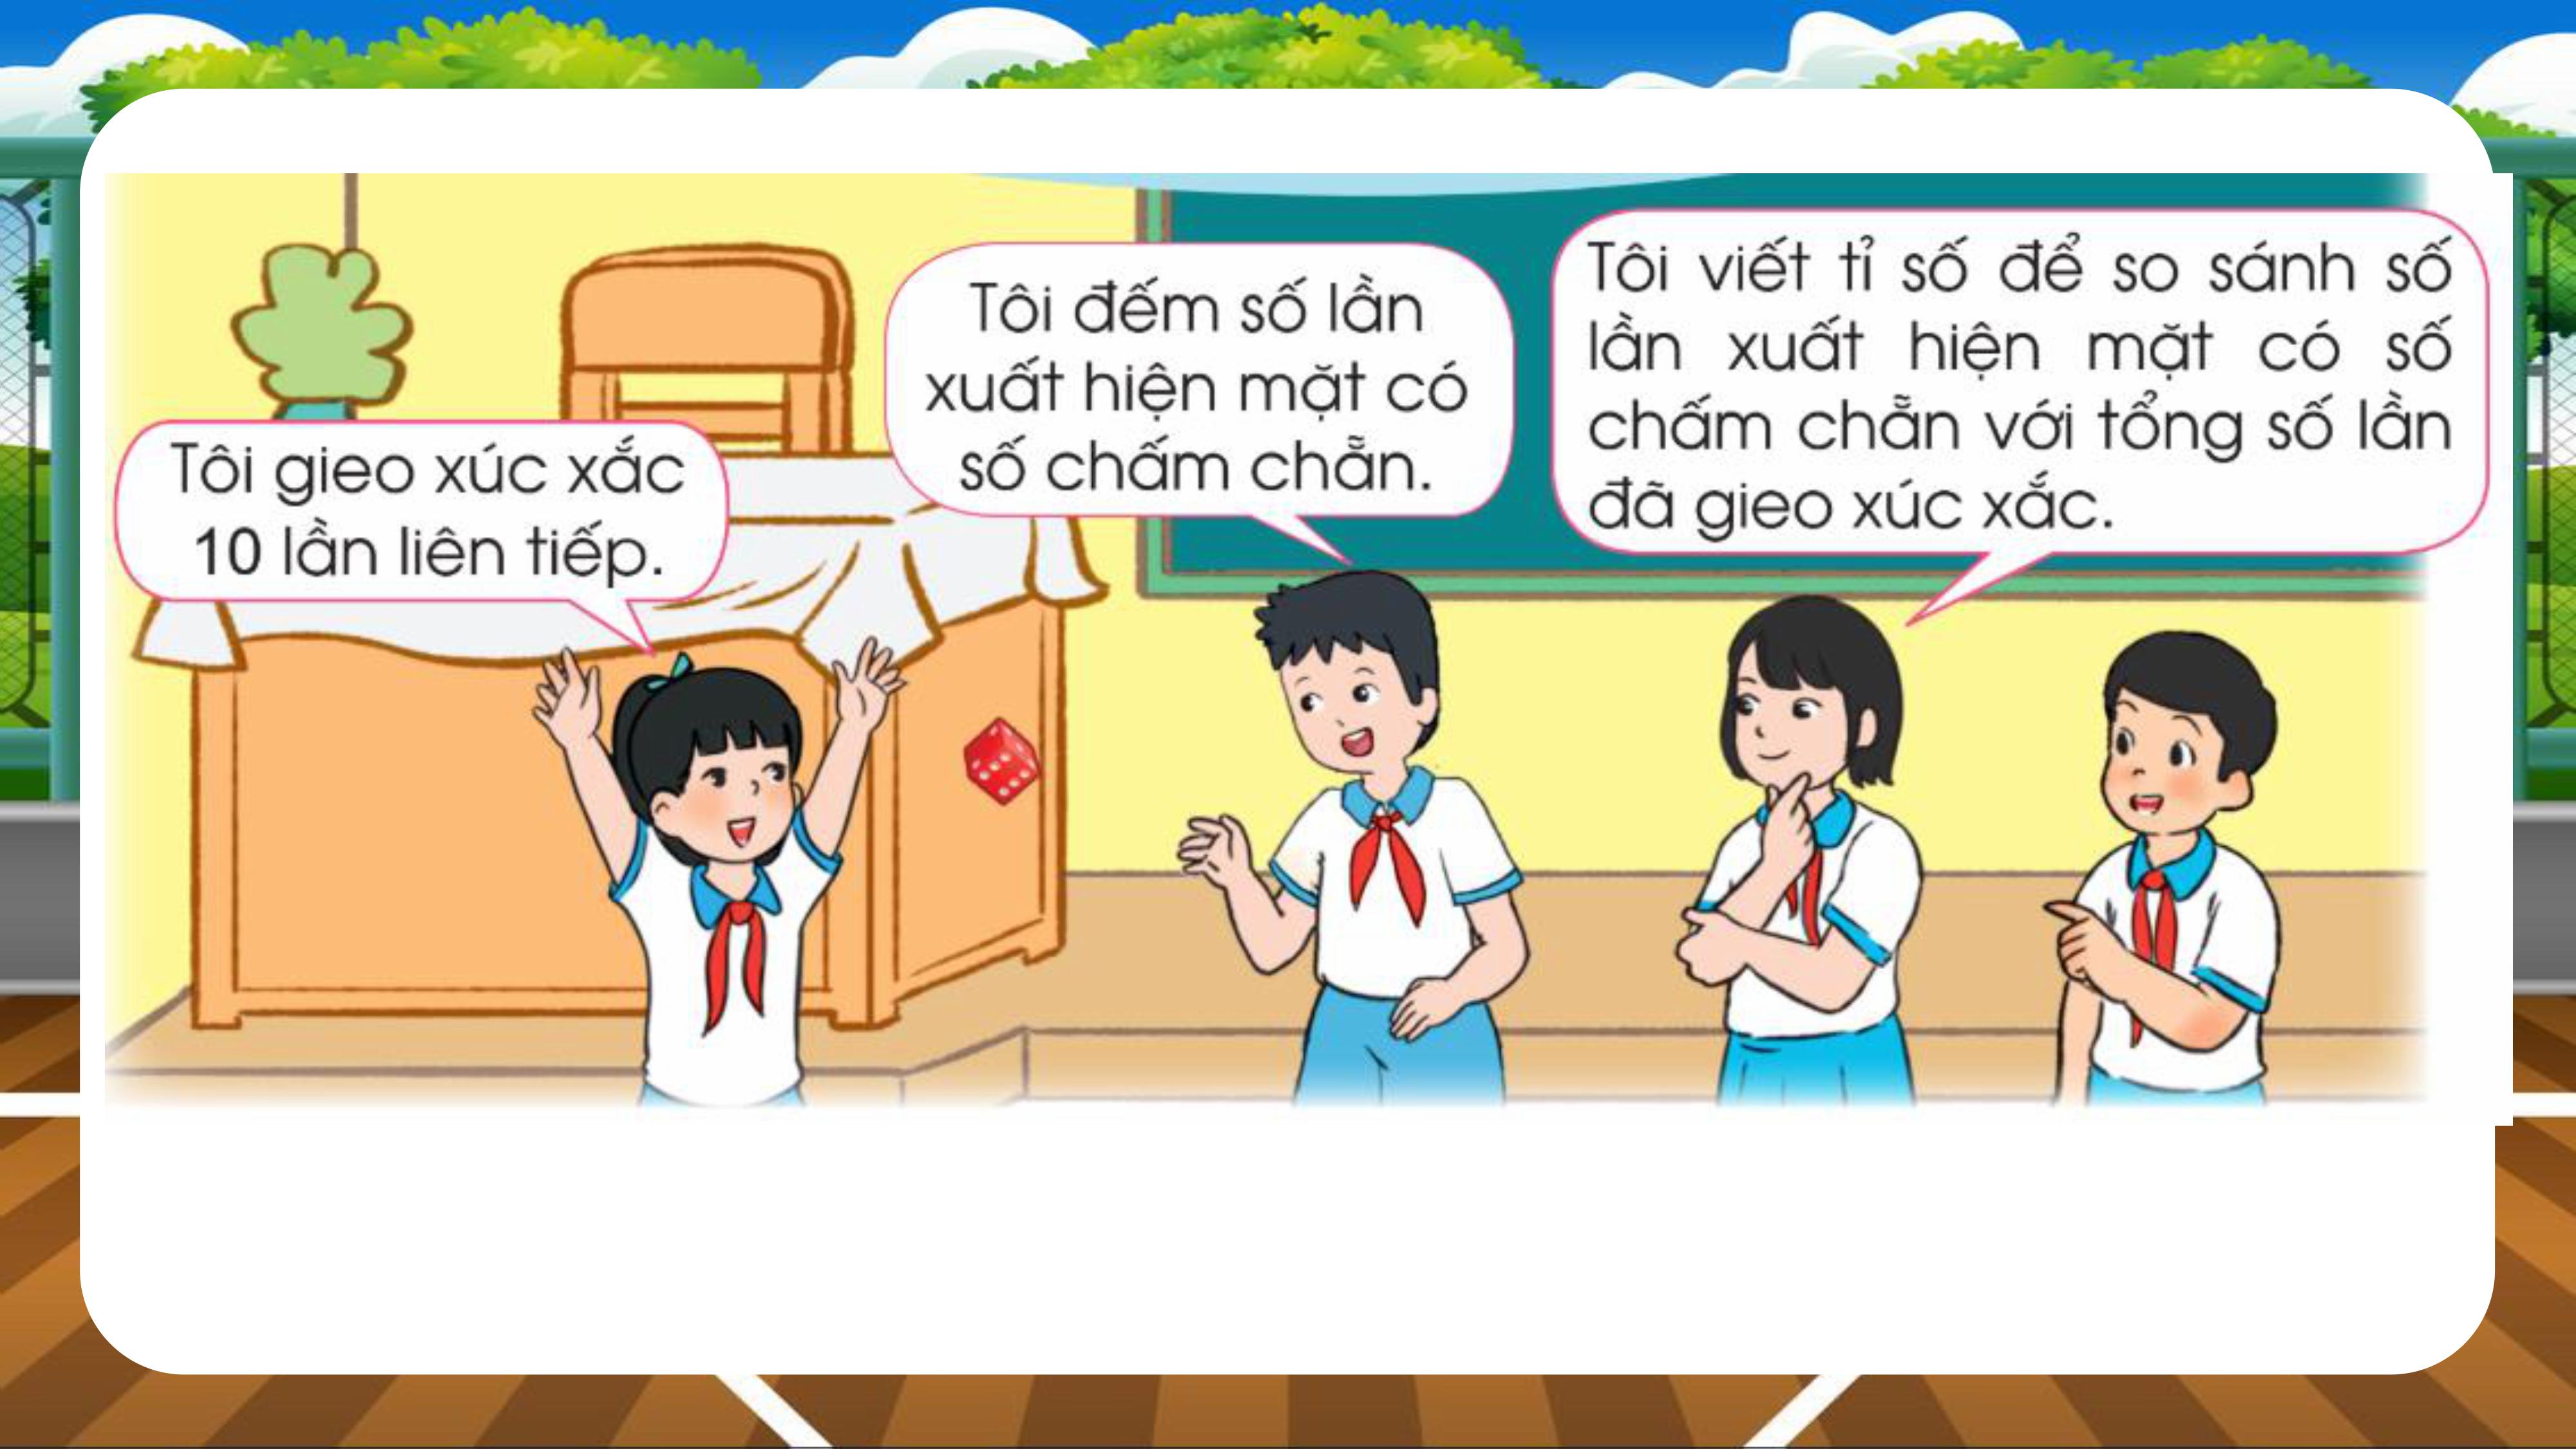 Tôi gieo xúc xắc
10 lần liên tiếp.
Tôi đếm số lần
xuất hiện mặt có
số chấm chẵn.
Tôi viết tỉ số để so sánh số
lần xuất hiện mặt có số
chấm chẵn với tổng số lần
đã gieo xúc xắc.